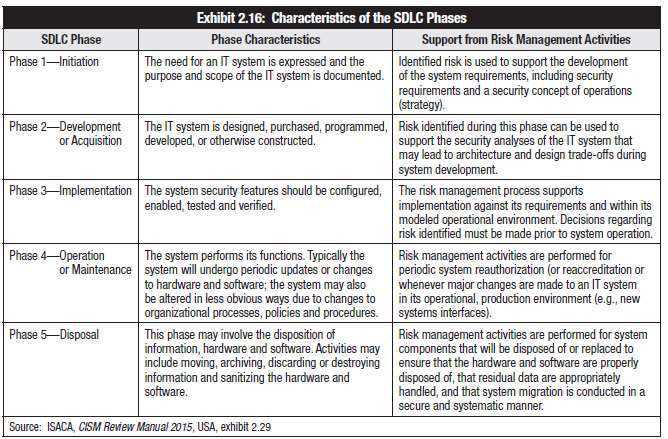 Exhibit 2.16: Characteristics of the SDLC Phases
SDLC Phase
Phase Characteristics
Support from Risk Management Activities
Phase 1—Initiation
The need for an IT system is expressed and the
purpose and scope of the IT system is documented.
Identified risk is used to support the development
of the system requirements, including security
requirements and a security concept of operations
(strategy).
Phase 2—Development
or Acquisition
The IT system is designed, purchased, programmed,
developed, or otherwise constructed.
Risk identified during this phase can be used to
support the security analyses of the IT system that
may lead to architecture and design trade-offs during
system development.
Phase 3—Implementation
The system security features should be configured,
enabled, tested and verified.
The risk management process supports
implementation against its requirements and within its
modeled operational environment. Decisions regarding
risk identified must be made prior to system operation.
Phase 4—Operation
or Maintenance
The system performs its functions. Typically the
system will undergo periodic updates or changes
to hardware and software; the system may also
be altered in less obvious ways due to changes to
organizational processes, policies and procedures.
Risk management activities are performed for
periodic system reauthorization (or reaccreditation or
whenever major changes are made to an IT system
in its operational, production environment (e.g., new
systems interfaces).
Phase 5—Disposal
This phase may involve the disposition of
information, hardware and software. Activities may
include moving, archiving, discarding or destroying
information and sanitizing the hardware and
software.
Risk management activities are performed for system
components that will be disposed of or replaced to
ensure that the hardware and software are properly
disposed of, that residual data are appropriately
handled, and that system migration is conducted in a
secure and systematic manner.
Source: ISACA, CISM Review Manual 2015, USA, exhibit 2.29